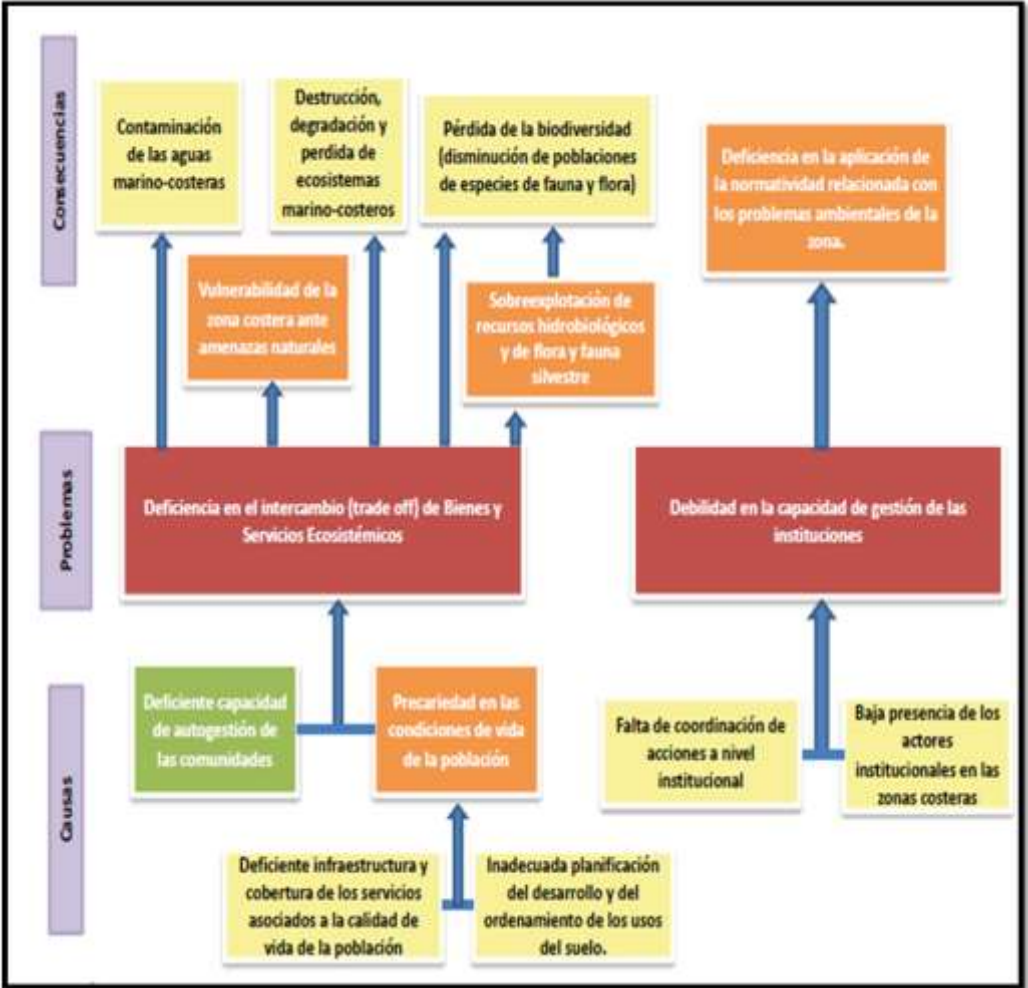 Consecuencias
Contaminación
de las aguas
marino-costeras
Destrucción,
degradación y
perdida de
ecosistemas
marino-costeros
Pérdida de la biodiversidad
(disminución de poblaciones
de especies de fauna y flora)
Deficiencia en la aplicación de
la normatividad relacionada con
los problemas ambientales de la
zona.
Vulnerabilidad de la
zona costera ante
amenazas naturales
Sobreexplotación de
recursos hidrobiológicos
y de flora y fauna
silvestre
Problemas
Deficiencia en el intercambio (trade off) de Bienes y
Servicios Ecosistémicos
Debilidad en la capacidad de gestión de las
instituciones
Causas
Deficiente capacidad
de autogestión de
las comunidades
Precariedad en las
condiciones de vida
de la población
Falta de coordinación de
acciones a nivel
institucional
Baja presencia de los
actores
institucionales en las
zonas costeras
Deficiente infraestructura y
cobertura de los servicios
asociados a la calidad de
vida de la población
Inadecuada planificación
del desarrollo y del
ordenamiento de los usos
del suelo.